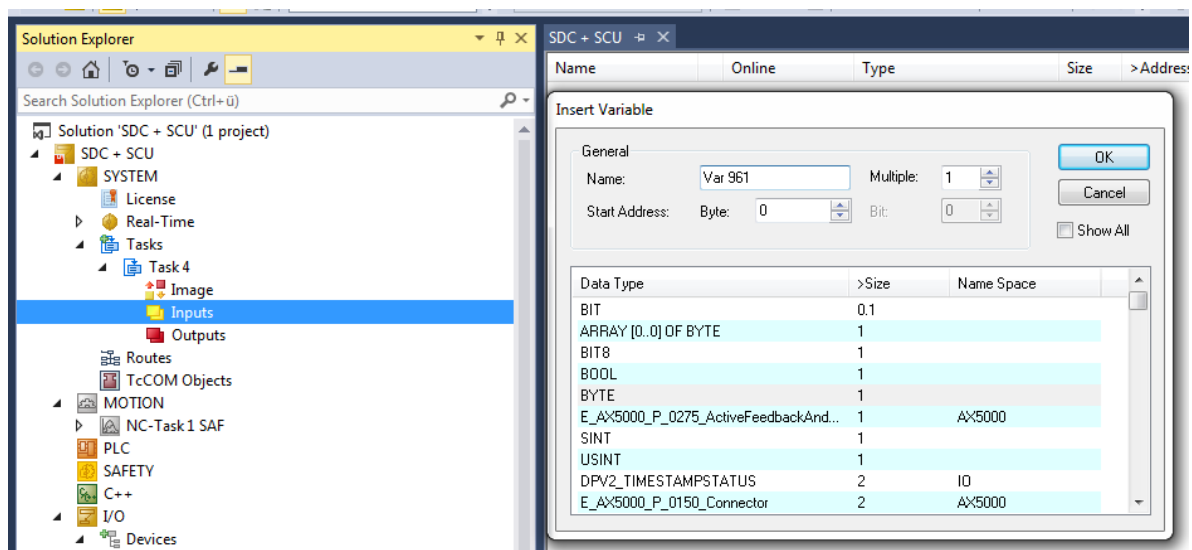 Solution Explorer
Search Solution Explorer (Ctrl+ü)
Solution 'SDC + SCU' (1 project)
SDC + SCU
SYSTEM
License
Real-Time
Tasks
Task 4
Image
Inputs
Outputs
Routes
TcCOM Objects
MOTION
NC-Task 1 SAF
PLC
SAFETY
C++
I/O
Devices
SDC + SCU
Name Online Type Size >Address
Insert Variable
General
Name: Var 961 Multiple: 1
Start Address: Byte: 0 Bit: 0
OK
Cancel
Show All
Data Type >Size Name Space
BIT 0.1
ARRAY [0..0] OF BYTE 1
BIT8 1
BOOL 1
BYTE 1
E_AX5000_P_0275_ActiveFeedbackAnd... 1 AX5000
SINT 1
USINT 1
DPV2_TIMESTAMPSTATUS 2 IO
E_AX5000_P_0150_Connector 2 AX5000